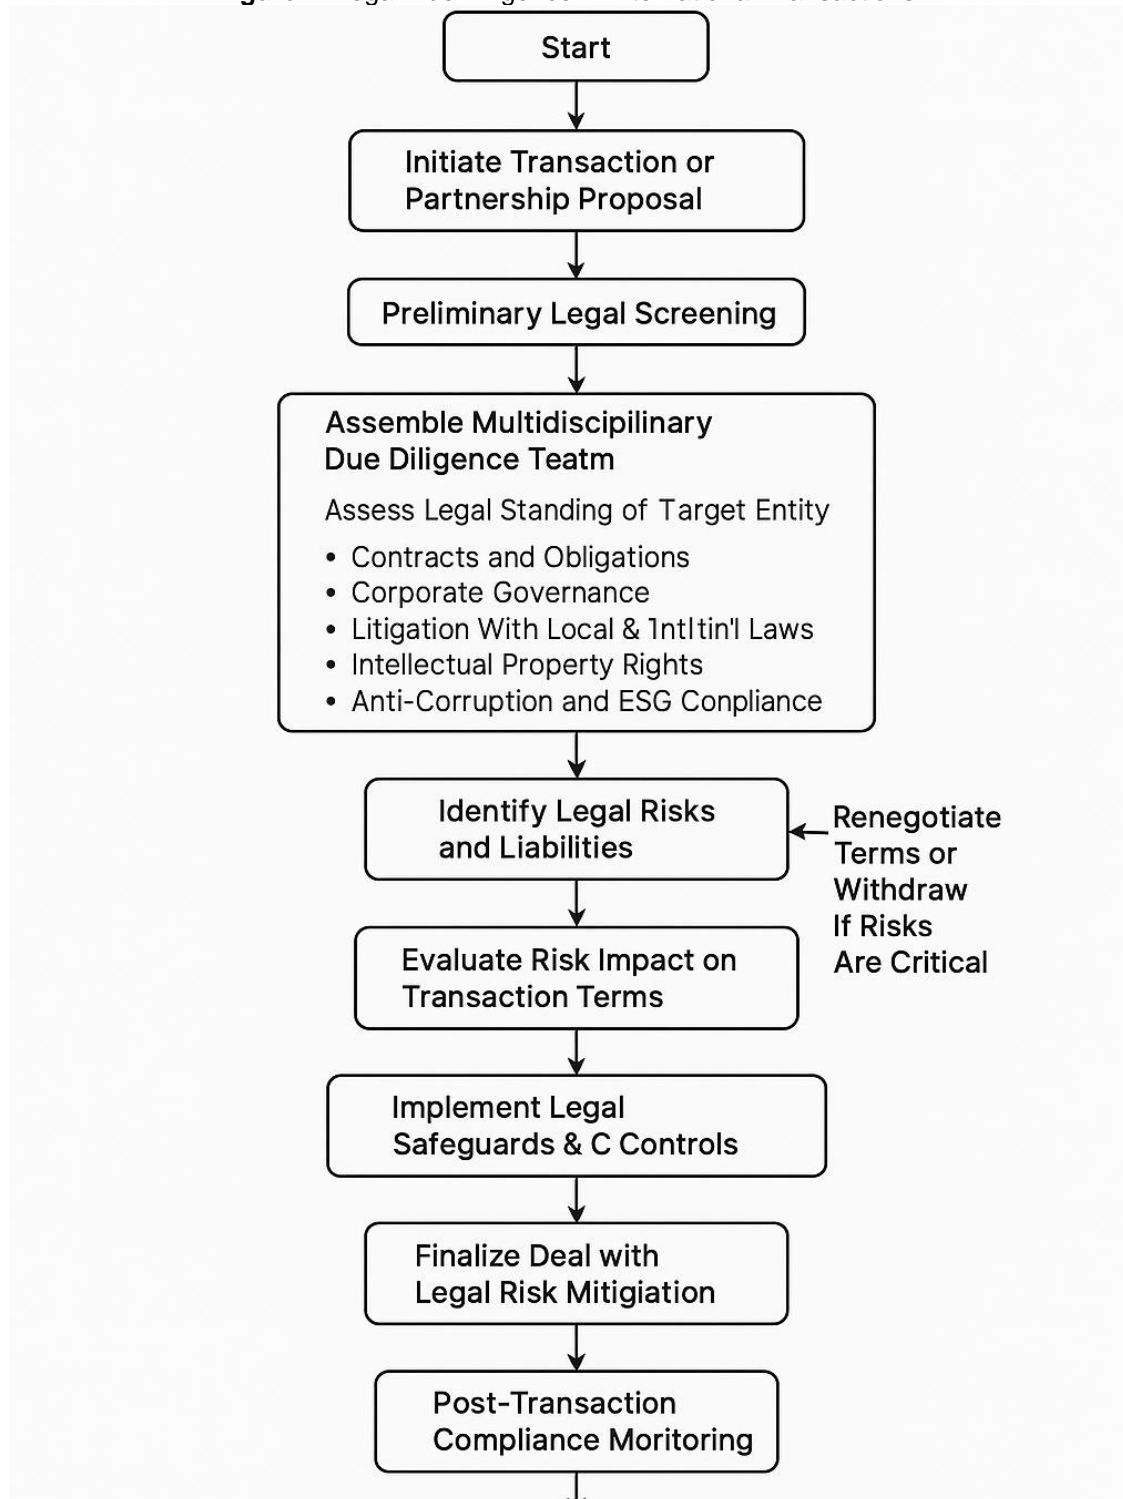 Start
Initiate Transaction or
Partnership Proposal
Preliminary Legal Screening
Assemble Multidiscipilinary
Due Diligence Teatm
Assess Legal Standing of Target Entity
• Contracts and Obligations
• Corporate Governance
• Litigation With Local & 1ntltin'l Laws
• Intellectual Property Rights
• Anti-Corruption and ESG Conpliance
Identify Legal Risks
and Liabilities
Renegotiate
Terms or
Withdraw
If Risks
Are Critical
Evaluate Risk Impact on
Transaction Terms
Implement Legal
Safeguards & C Controls
Finalize Deal with
Legal Risk Mitigiation
Post-Transaction
Compliance Moritoring